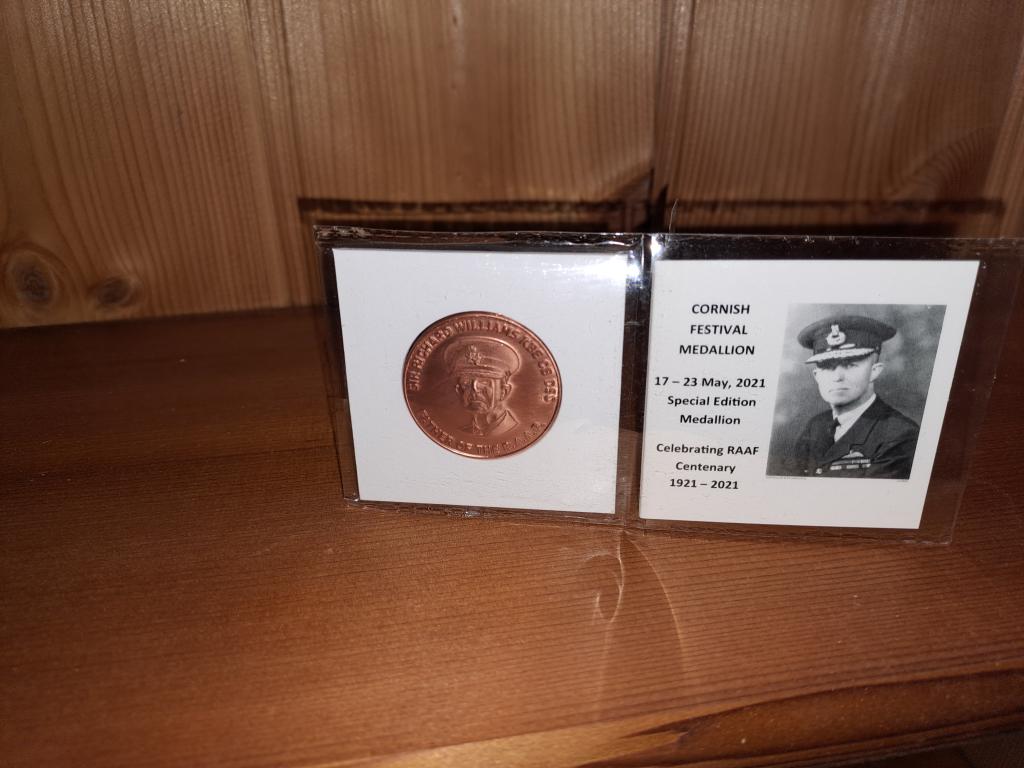 SIR RICHARD WILLIAMS KBE CB DSO
FATHER OF THE R.A.A.F.
CORNISH
FESTIVAL
MEDALLION
17 – 23 May, 2021
Special Edition
Medallion
Celebrating RAAF
Centenary
1921 – 2021